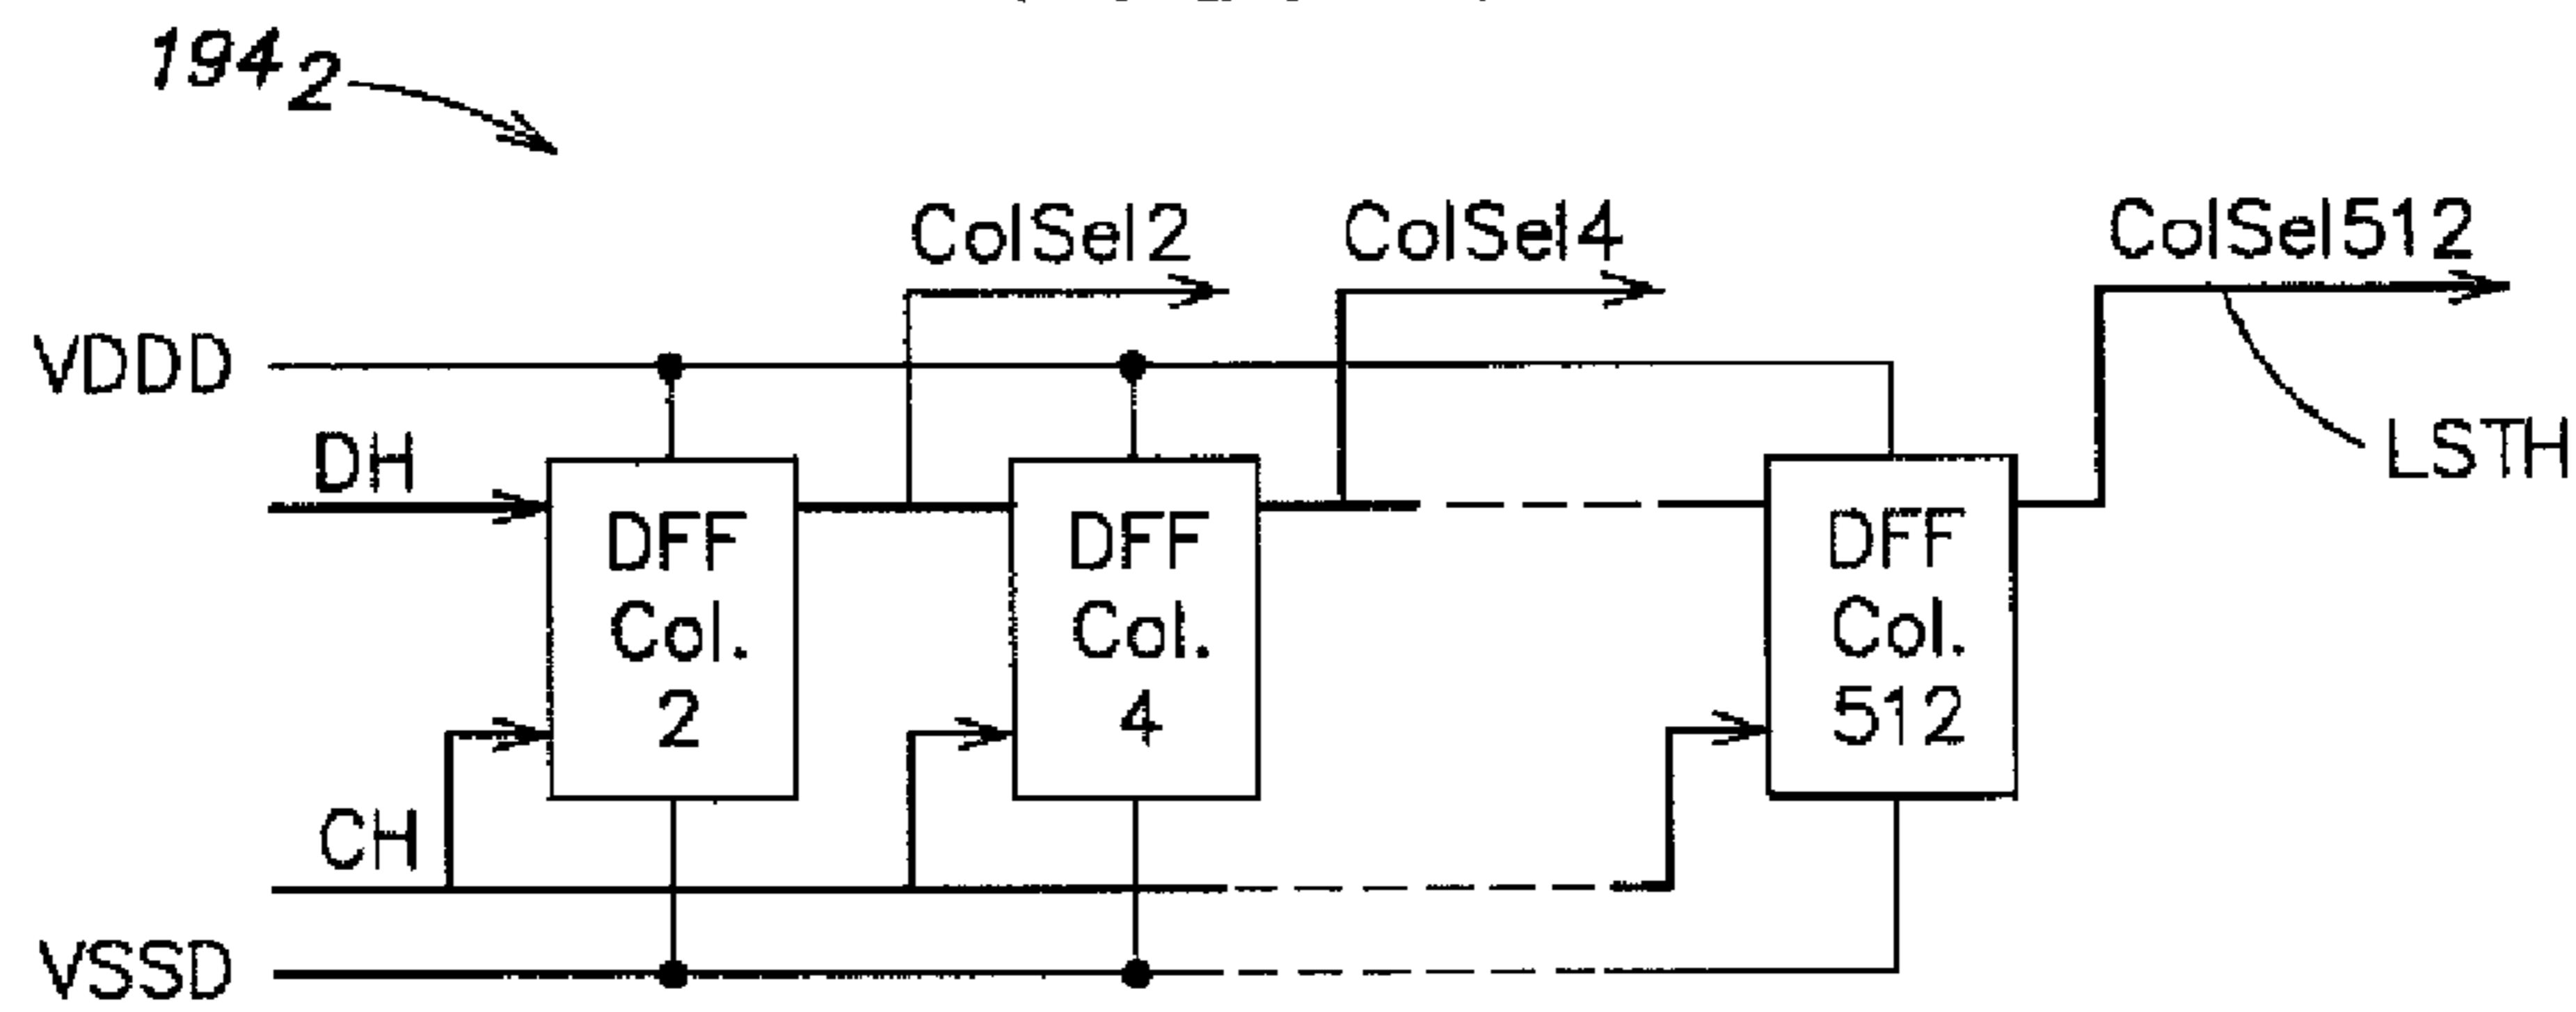 194₂
ColSel2
ColSel4
ColSel512
VDDD
DH
LSTH
DFF
Col.
2
DFF
Col.
4
DFF
Col.
512
CH
VSSD